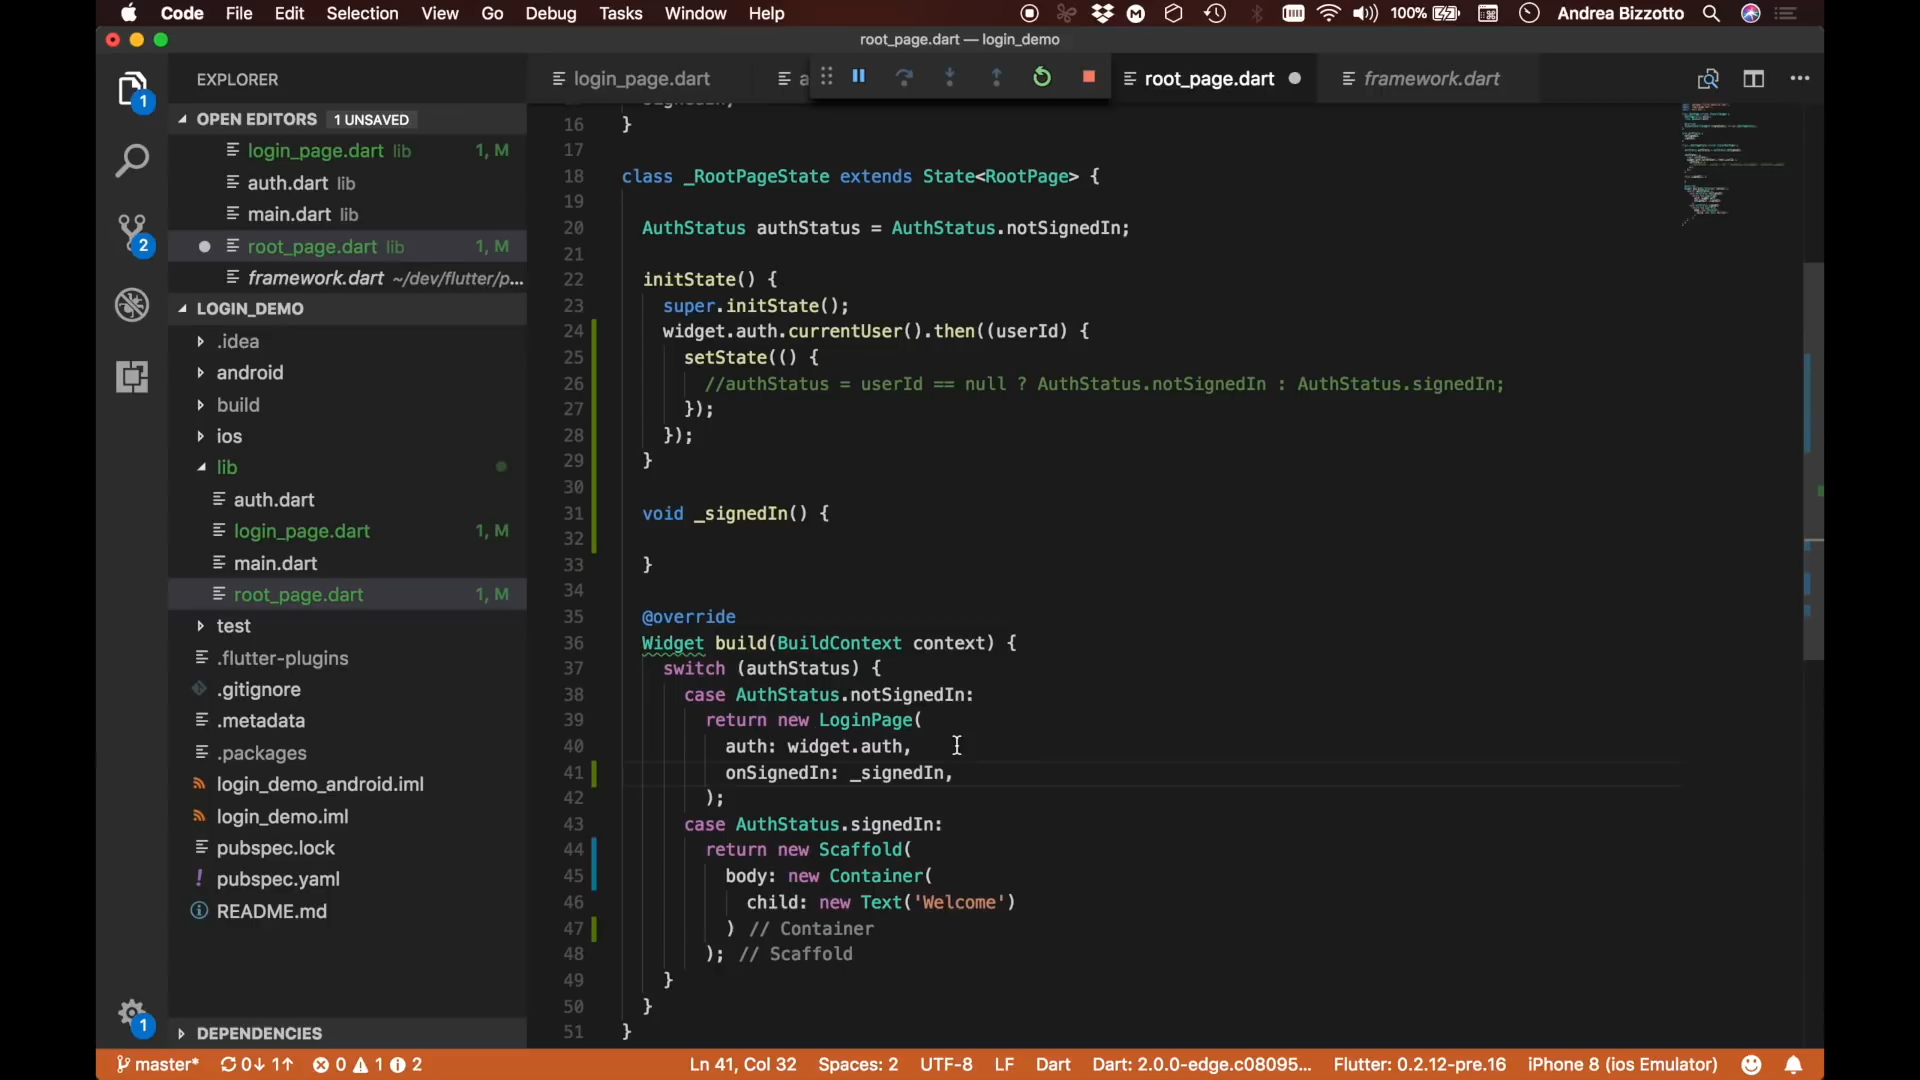 Code File Edit Selection View Go Debug Tasks Window Help 100% Andrea Bizzotto
root_page.dart — login_demo
EXPLORER
login_page.dart
root_page.dart
framework.dart
OPEN EDITORS 1 UNSAVED
login_page.dart lib 1, M
auth.dart lib
main.dart lib
root_page.dart lib 1, M
framework.dart ~/dev/flutter/p...
LOGIN_DEMO
.idea
android
build
ios
lib
auth.dart
login_page.dart 1, M
main.dart
root_page.dart 1, M
test
.flutter-plugins
.gitignore
.metadata
.packages
login_demo_android.iml
login_demo.iml
pubspec.lock
pubspec.yaml
README.md
DEPENDENCIES
1
2
1
16 }
17
18 class _RootPageState extends State<RootPage> {
19
20 AuthStatus authStatus = AuthStatus.notSignedIn;
21
22 initState() {
23 super.initState();
24 widget.auth.currentUser().then((userId) {
25 setState(() {
26 //authStatus = userId == null ? AuthStatus.notSignedIn : AuthStatus.signedIn;
27 });
28 });
29 }
30
31 void _signedIn() {
32
33 }
34
35 @override
36 Widget build(BuildContext context) {
37 switch (authStatus) {
38 case AuthStatus.notSignedIn:
39 return new LoginPage(
40 auth: widget.auth,
41 onSignedIn: _signedIn,
42 );
43 case AuthStatus.signedIn:
44 return new Scaffold(
45 body: new Container(
46 child: new Text('Welcome')
47 ) // Container
48 ); // Scaffold
49 }
50 }
51 }
master* 0↓ 1↑ 0 1 2 Ln 41, Col 32 Spaces: 2 UTF-8 LF Dart Dart: 2.0.0-edge.c08095... Flutter: 0.2.12-pre.16 iPhone 8 (ios Emulator)